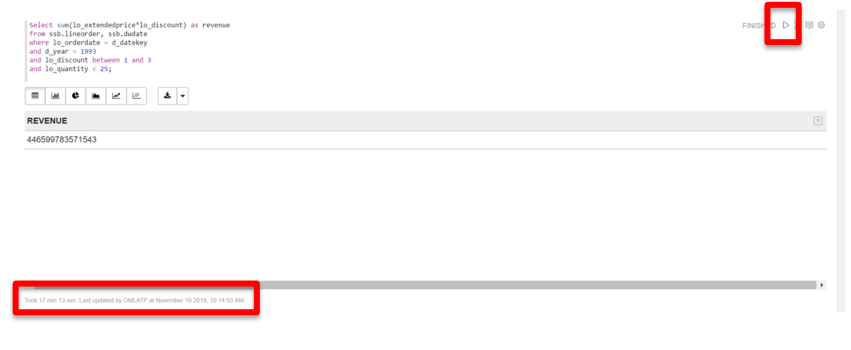 Select sum(lo_extendedprice*lo_discount) as revenue
from ssb.lineorder, ssb.dwdate
where lo_orderdate = d_datekey
and d_year = 1993
and lo_discount between 1 and 3
and lo_quantity < 25;
FINISHED
REVENUE
446599783571543
Took 17 min 13 sec. Last updated by OMLATP at November 19 2018, 10:14:53 AM